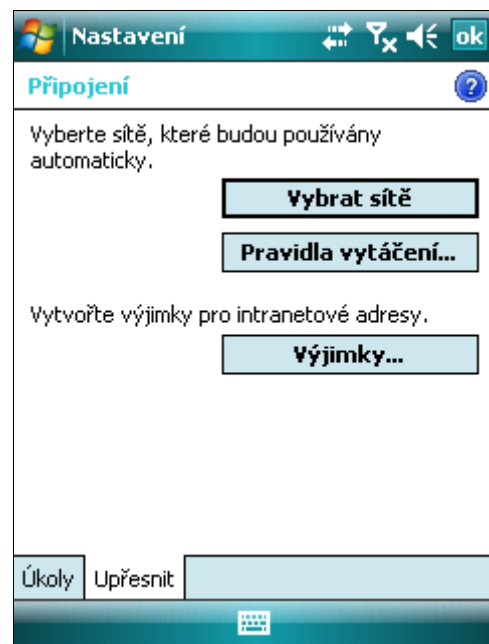 Nastavení
ok
Připojení
?
Vyberte sítě, které budou používány
automaticky.
Vybrat sítě
Pravidla vytáčení...
Vytvořte výjimky pro intranetové adresy.
Výjimky...
Úkoly Upřesnit